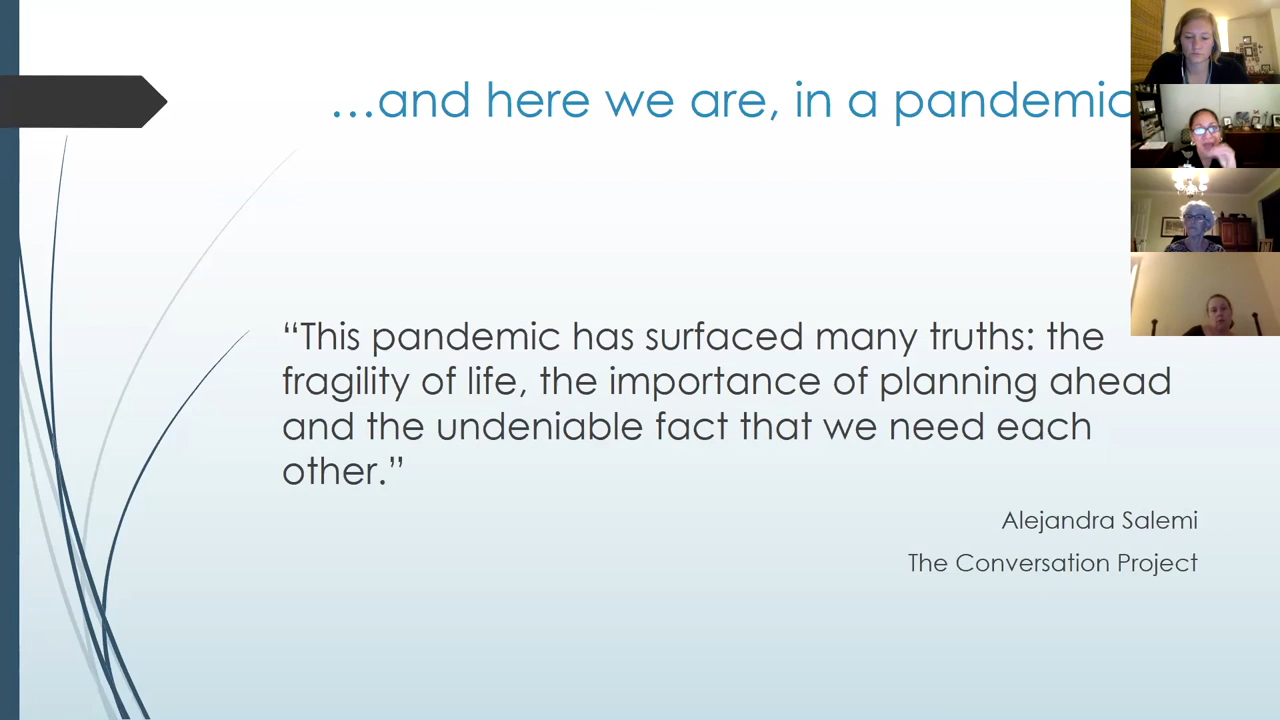 …and here we are, in a pandemic
“This pandemic has surfaced many truths: the
fragility of life, the importance of planning ahead
and the undeniable fact that we need each
other.”
Alejandra Salemi
The Conversation Project